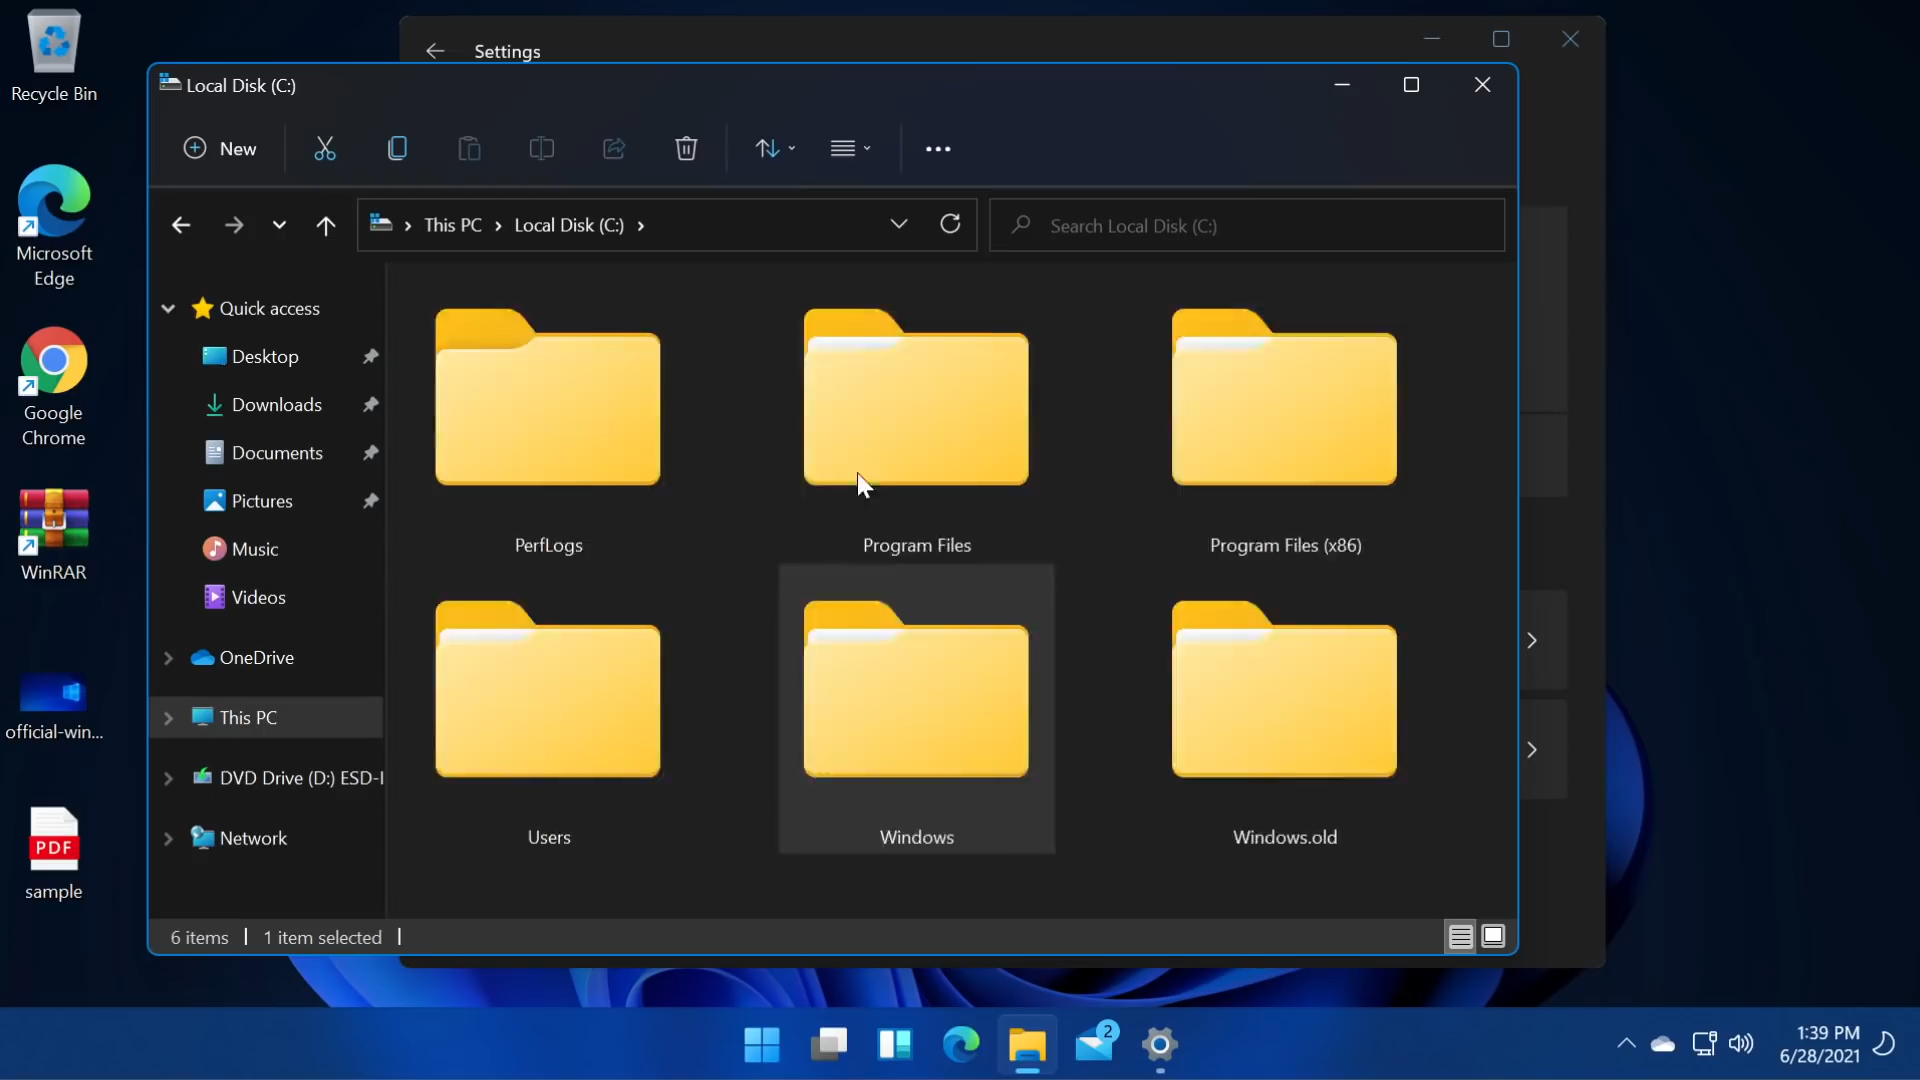 Recycle Bin
Microsoft
Edge
Google
Chrome
WinRAR
official-win...
PDF
sample
Settings
Local Disk (C:)
New
This PC
Local Disk (C:)
Search Local Disk (C:)
Quick access
Desktop
Downloads
Documents
Pictures
Music
Videos
OneDrive
This PC
DVD Drive (D:) ESD-I
Network
PerfLogs
Program Files
Program Files (x86)
Users
Windows
Windows.old
6 items
1 item selected
2
1:39 PM
6/28/2021